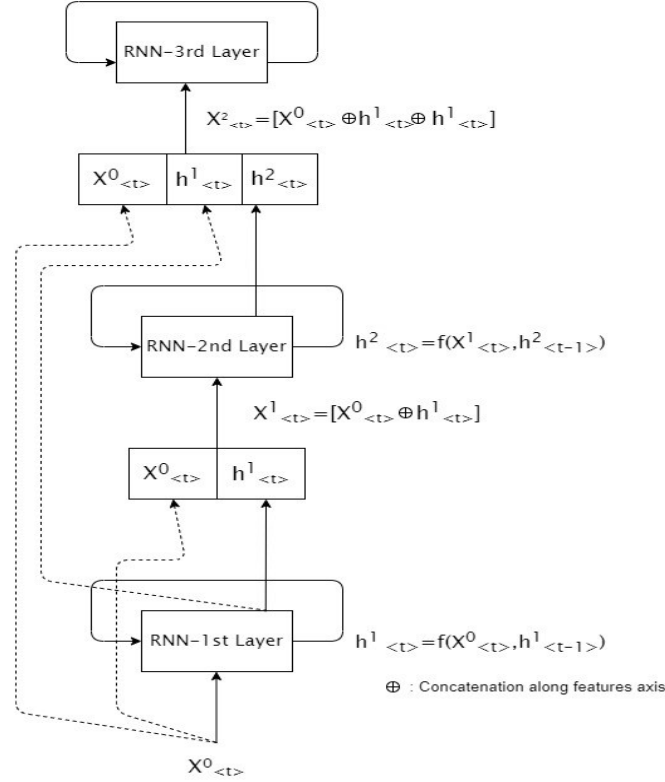 RNN-3rd Layer
X²<t>=[X⁰<t> ⊕h¹<t>⊕ h¹<t>]
X⁰<t> h¹<t> h²<t>
RNN-2nd Layer
h²<t>=f(X¹<t>,h²<t-1>)
X¹<t>=[X⁰<t>⊕h¹<t>]
X⁰<t> h¹<t>
RNN-1st Layer
h¹<t>=f(X⁰<t>,h¹<t-1>)
⊕ : Concatenation along features axis
X⁰<t>